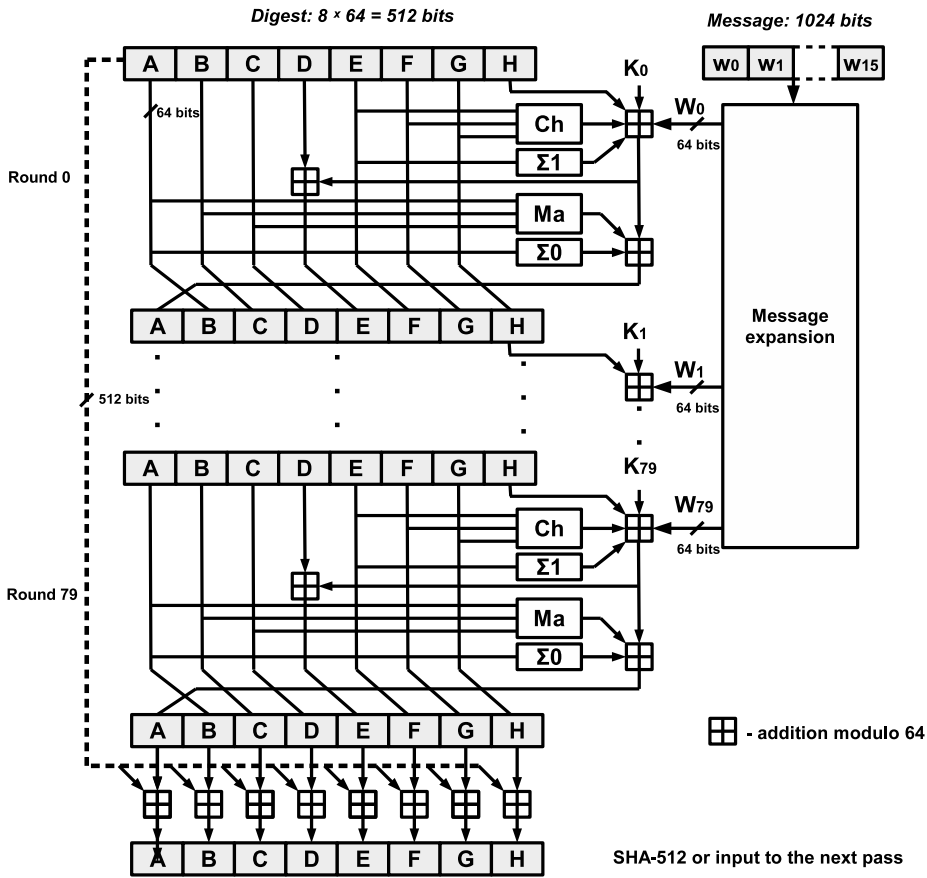 Digest: 8 x 64 = 512 bits
Message: 1024 bits
A B C D E F G H
W0 W1 W15
K0
64 bits
Ch
W0
64 bits
Σ1
Round 0
Ma
Σ0
A B C D E F G H
Message
expansion
K1
W1
512 bits
64 bits
A B C D E F G H
K79
W79
Ch
64 bits
Σ1
Round 79
Ma
Σ0
A B C D E F G H
- addition modulo 64
A B C D E F G H
SHA-512 or input to the next pass